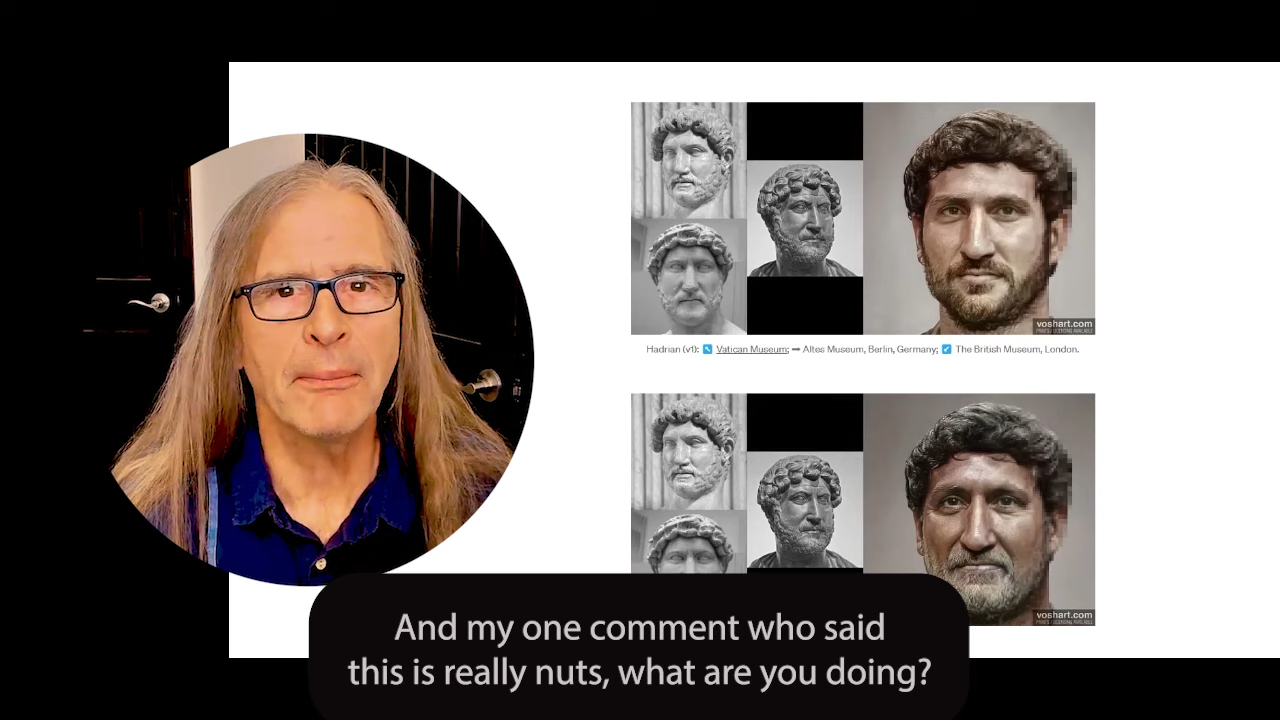 voshart.com
Hadrian (v1): Vatican Museum; ➡ Altes Museum, Berlin, Germany; The British Museum, London.
voshart.com
And my one comment who said
this is really nuts, what are you doing?